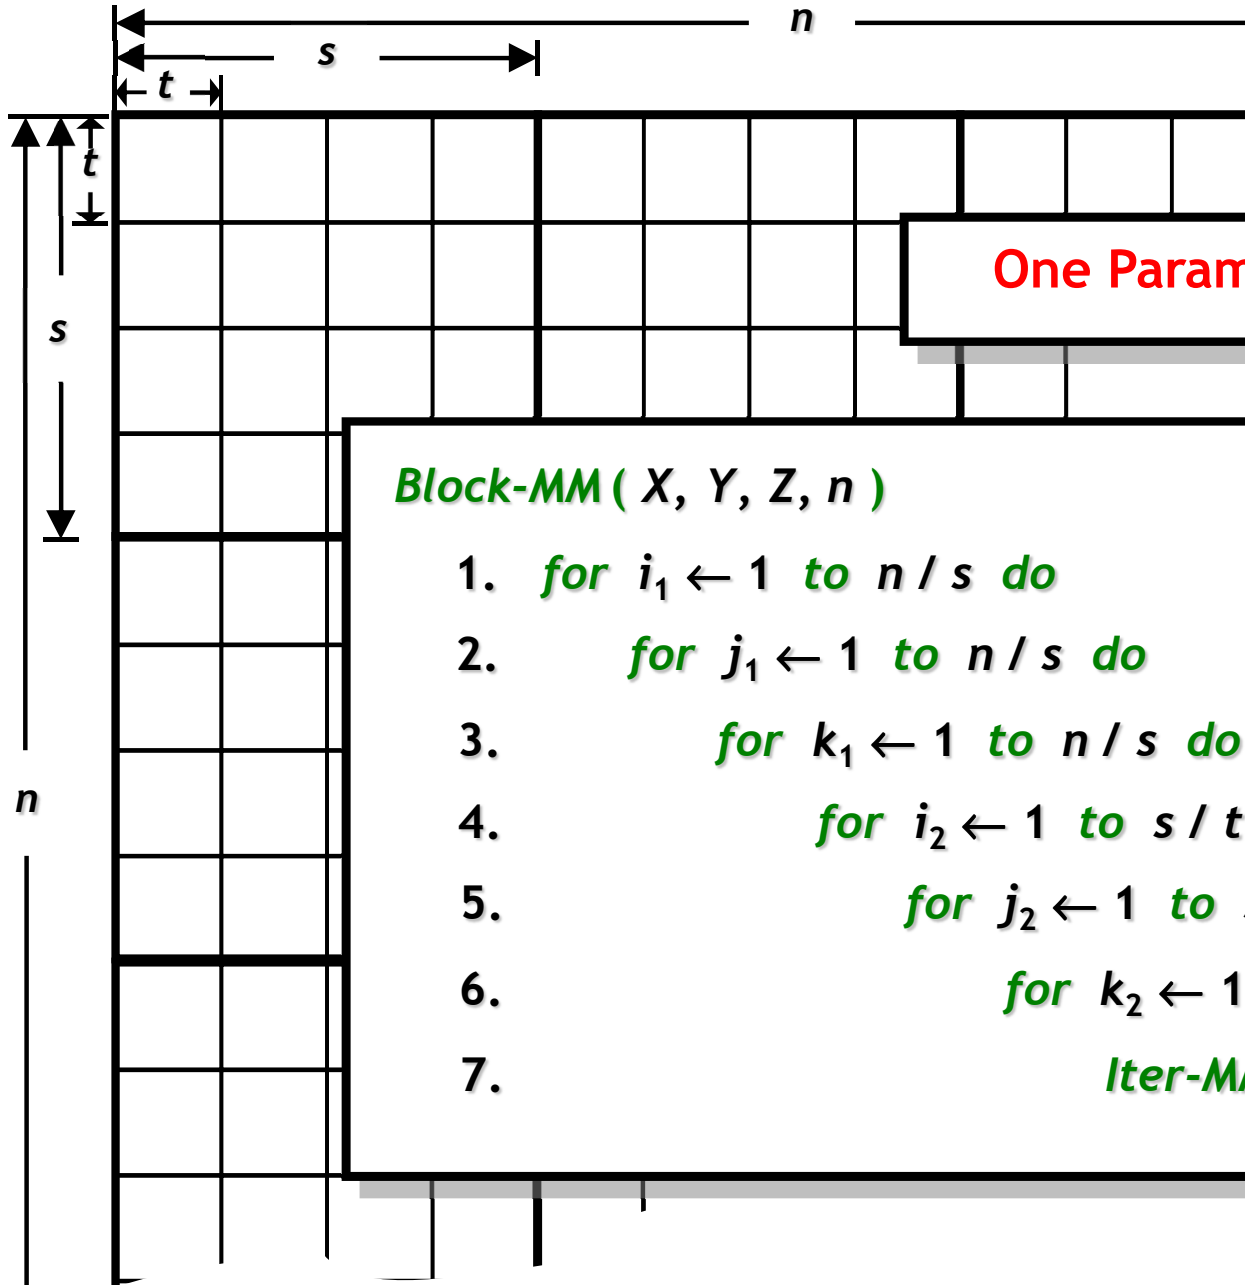 n
s
t
t
s
n
One Param
Block-MM ( X, Y, Z, n )
1. for i₁ ← 1 to n / s do
2. for j₁ ← 1 to n / s do
3. for k₁ ← 1 to n / s do
4. for i₂ ← 1 to s / t
5. for j₂ ← 1 to
6. for k₂ ← 1
7. Iter-M